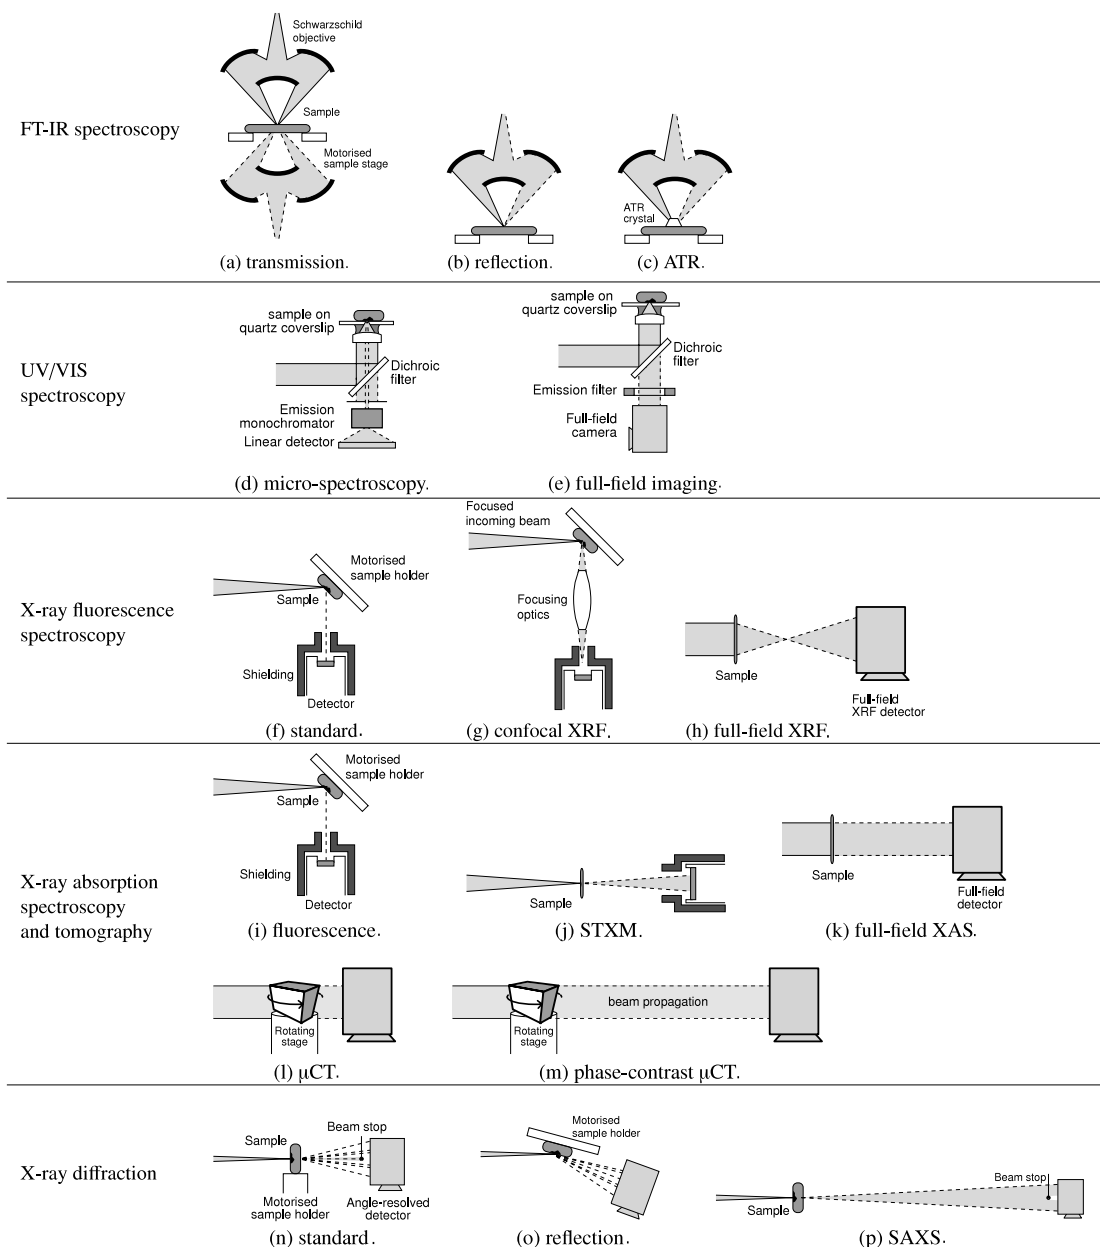 Schwarzschild
objective
Sample
FT-IR spectroscopy
Motorised
sample stage
ATR
crystal
(a) transmission.
(b) reflection.
(c) ATR.
sample on
quartz coverslip
Dichroic
filter
Emission
monochromator
Linear detector
(d) micro-spectroscopy.
sample on
quartz coverslip
Dichroic
filter
Emission filter
Full-field
camera
(e) full-field imaging.
UV/VIS
spectroscopy
X-ray fluorescence
spectroscopy
Motorised
sample holder
Sample
Shielding
Detector
(f) standard.
Focused
incoming beam
Focusing
optics
(g) confocal XRF.
Sample
Full-field
XRF detector
(h) full-field XRF.
X-ray absorption
spectroscopy
and tomography
Motorised
sample holder
Sample
Shielding
Detector
(i) fluorescence.
Sample
(j) STXM.
Sample
Full-field
detector
(k) full-field XAS.
Rotating
stage
(l) μCT.
beam propagation
Rotating
stage
(m) phase-contrast μCT.
X-ray diffraction
Beam stop
Sample
Motorised
sample holder
Angle-resolved
detector
(n) standard.
Motorised
sample holder
(o) reflection.
Beam stop
Sample
(p) SAXS.